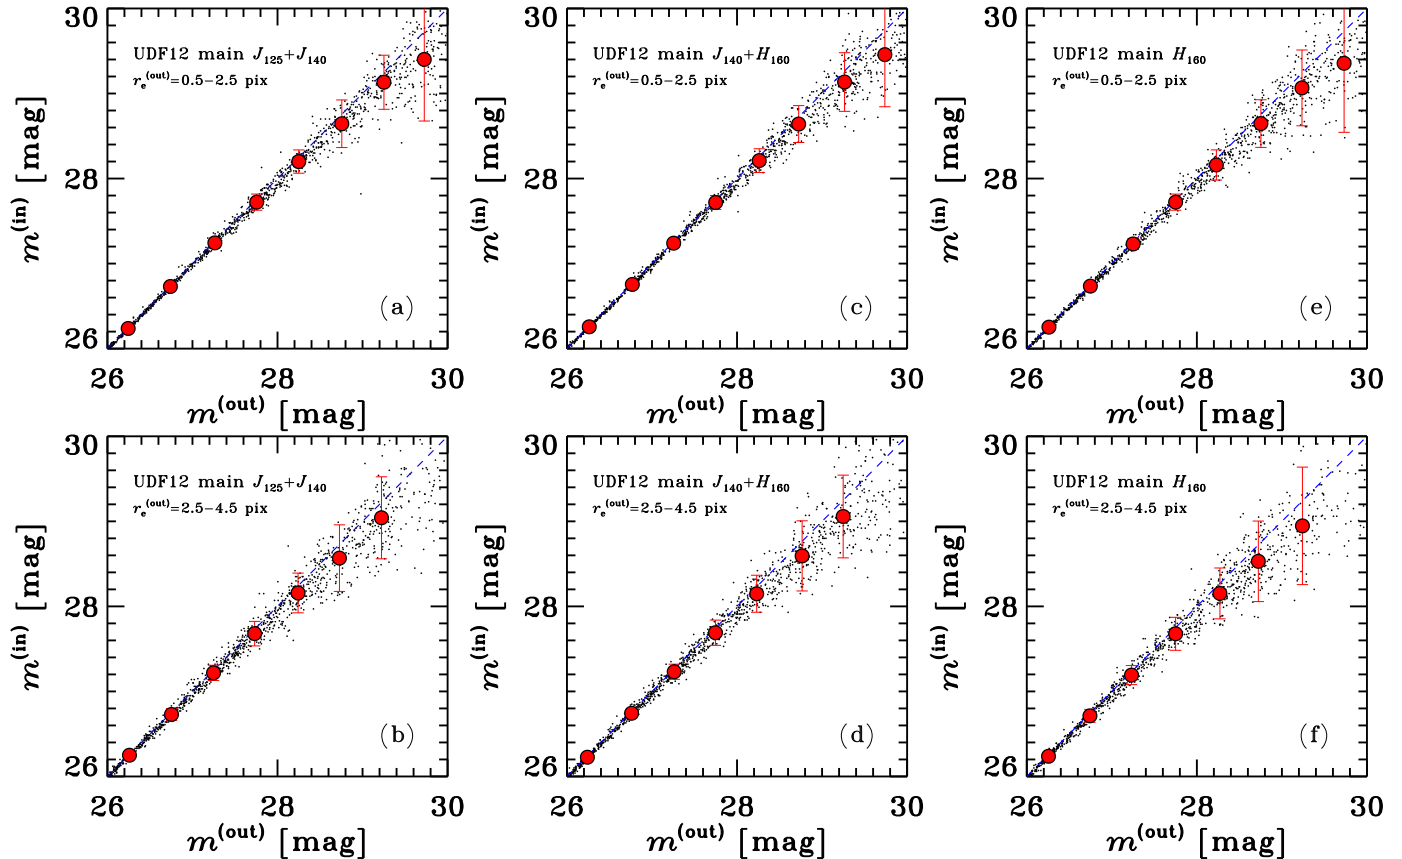 30
28
26
m^(in) [mag]
UDF12 main J₁₂₅+J₁₄₀
rₑ^(out)=0.5−2.5 pix
(a)
26 28 30
m^(out) [mag]
30
28
26
m^(in) [mag]
UDF12 main J₁₄₀+H₁₆₀
rₑ^(out)=0.5−2.5 pix
(c)
26 28 30
m^(out) [mag]
30
28
26
m^(in) [mag]
UDF12 main H₁₆₀
rₑ^(out)=0.5−2.5 pix
(e)
26 28 30
m^(out) [mag]
30
28
26
m^(in) [mag]
UDF12 main J₁₂₅+J₁₄₀
rₑ^(out)=2.5−4.5 pix
(b)
26 28 30
m^(out) [mag]
30
28
26
m^(in) [mag]
UDF12 main J₁₄₀+H₁₆₀
rₑ^(out)=2.5−4.5 pix
(d)
26 28 30
m^(out) [mag]
30
28
26
m^(in) [mag]
UDF12 main H₁₆₀
rₑ^(out)=2.5−4.5 pix
(f)
26 28 30
m^(out) [mag]